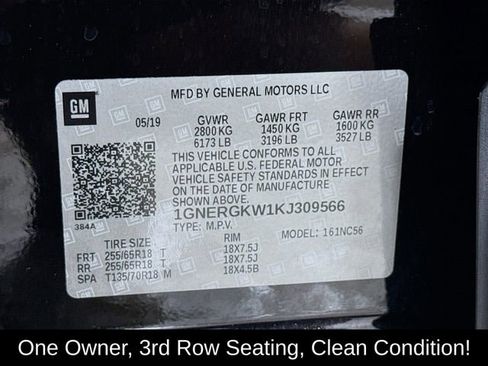 GM
MFD BY GENERAL MOTORS LLC
05/19 GVWR GAWR FRT GAWR RR
2800 KG 1450 KG 1600 KG
6173 LB 3196 LB 3527 LB
THIS VEHICLE CONFORMS TO ALL
APPLICABLE U.S. FEDERAL MOTOR
VEHICLE SAFETY STANDARDS IN EFFECT
ON THE DATE OF MANUFACTURE
SHOWN ABOVE.
1GNERGKW1KJ309566
384A TYPE: M.P.V. MODEL: 161NC56
TIRE SIZE RIM
FRT 255/65R18 T 18X7.5J
RR 255/65R18 T 18X7.5J
SPA T135/70R18 M 18X4.5B
One Owner, 3rd Row Seating, Clean Condition!